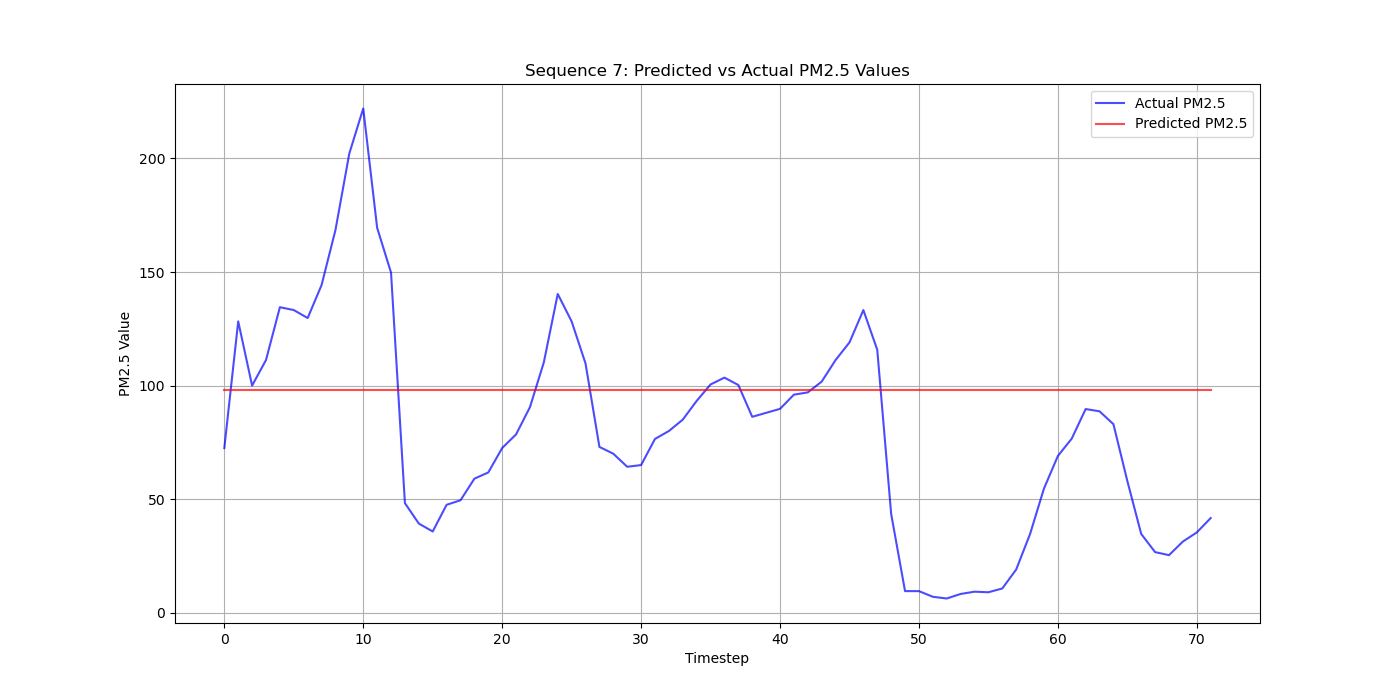 Sequence 7: Predicted vs Actual PM2.5 Values
Actual PM2.5
Predicted PM2.5
PM2.5 Value
200
150
100
50
0
0 10 20 30 40 50 60 70
Timestep